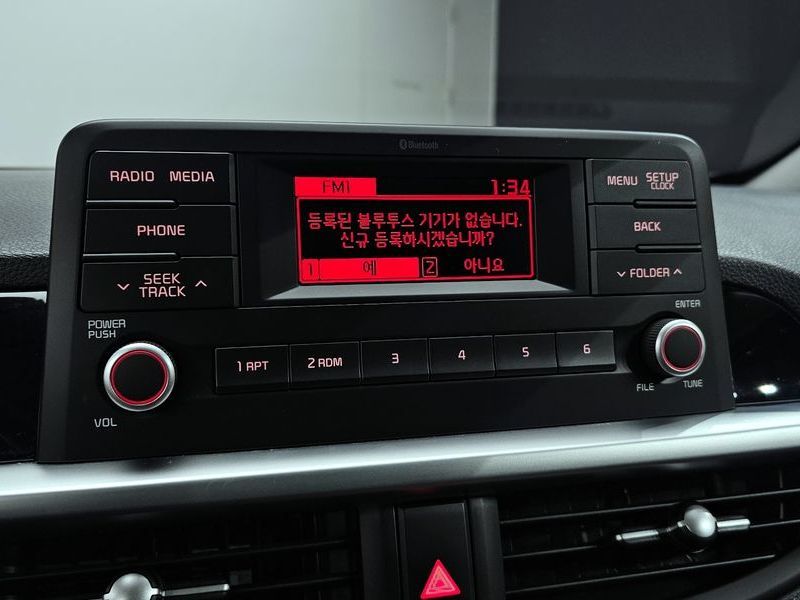 Bluetooth
RADIO MEDIA
PHONE
SEEK
TRACK
FM1 1:34
등록된 블루투스 기기가 없습니다.
신규 등록하시겠습니까?
1 예 2 아니요
MENU SETUP
CLOCK
BACK
FOLDER
POWER
PUSH
VOL
1 RPT 2 RDM 3 4 5 6
ENTER
FILE TUNE